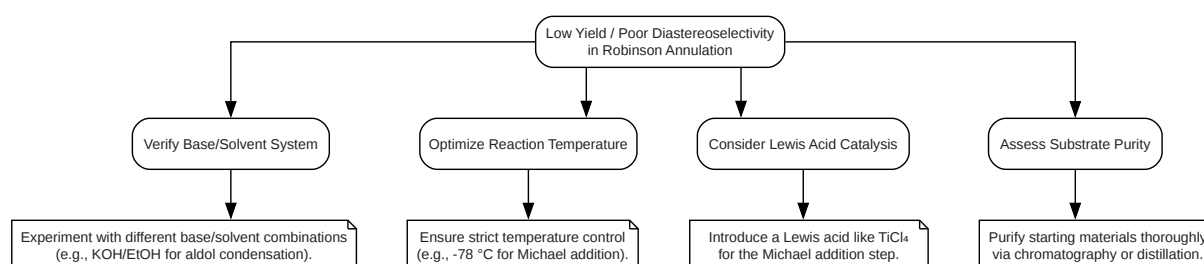 Low Yield / Poor Diastereoselectivity
in Robinson Annulation
Verify Base/Solvent System
Optimize Reaction Temperature
Consider Lewis Acid Catalysis
Assess Substrate Purity
Experiment with different base/solvent combinations
(e.g., KOH/EtOH for aldol condensation).
Ensure strict temperature control
(e.g., -78 °C for Michael addition).
Introduce a Lewis acid like TiCl₄
for the Michael addition step.
Purify starting materials thoroughly
via chromatography or distillation.